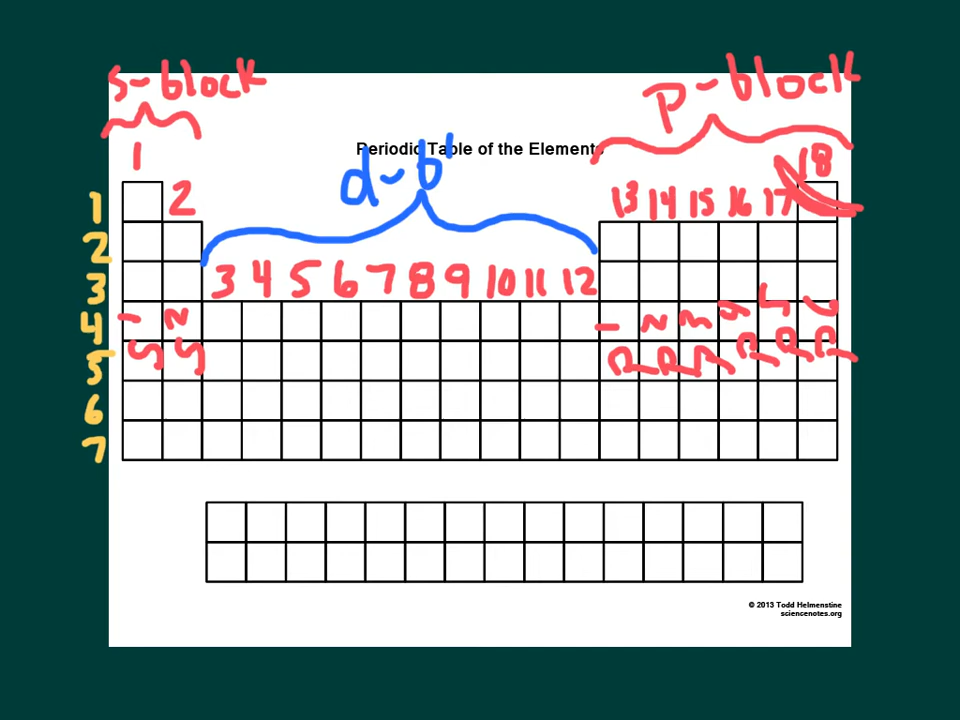 s-block
p-block
Periodic Table of the Elements
d-b
1
18
1
2
13 14 15 16 17
2
3
3 4 5 6 7 8 9 10 11 12
4
5
6
7
© 2013 Todd Helmenstine
sciencenotes.org